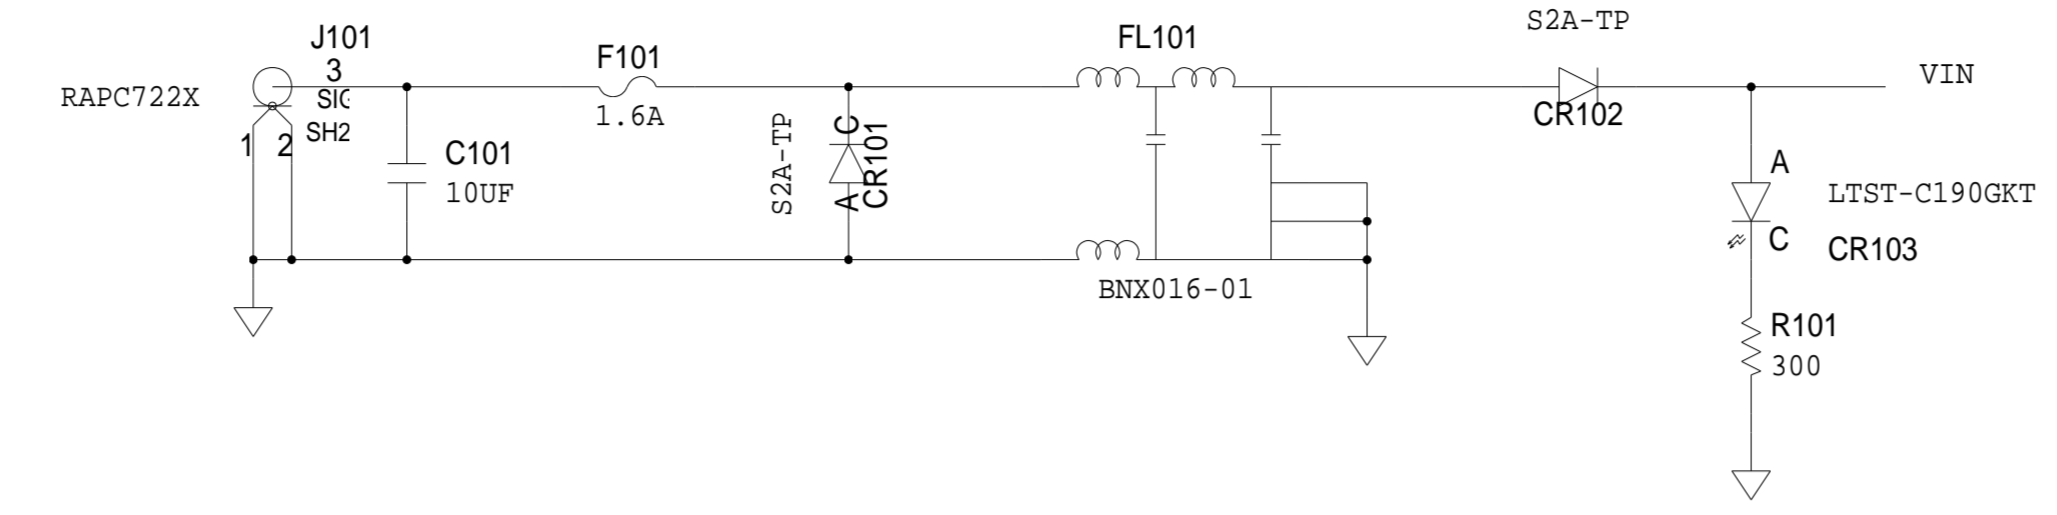 S2A-TP
J101
F101
FL101
3
VIN
RAPC722X
SIG
1.6A
CR102
SH2
1
2
C101
10UF
S2A-TP
C
CR101
A
A
LTST-C190GKT
C
CR103
BNX016-01
R101
300